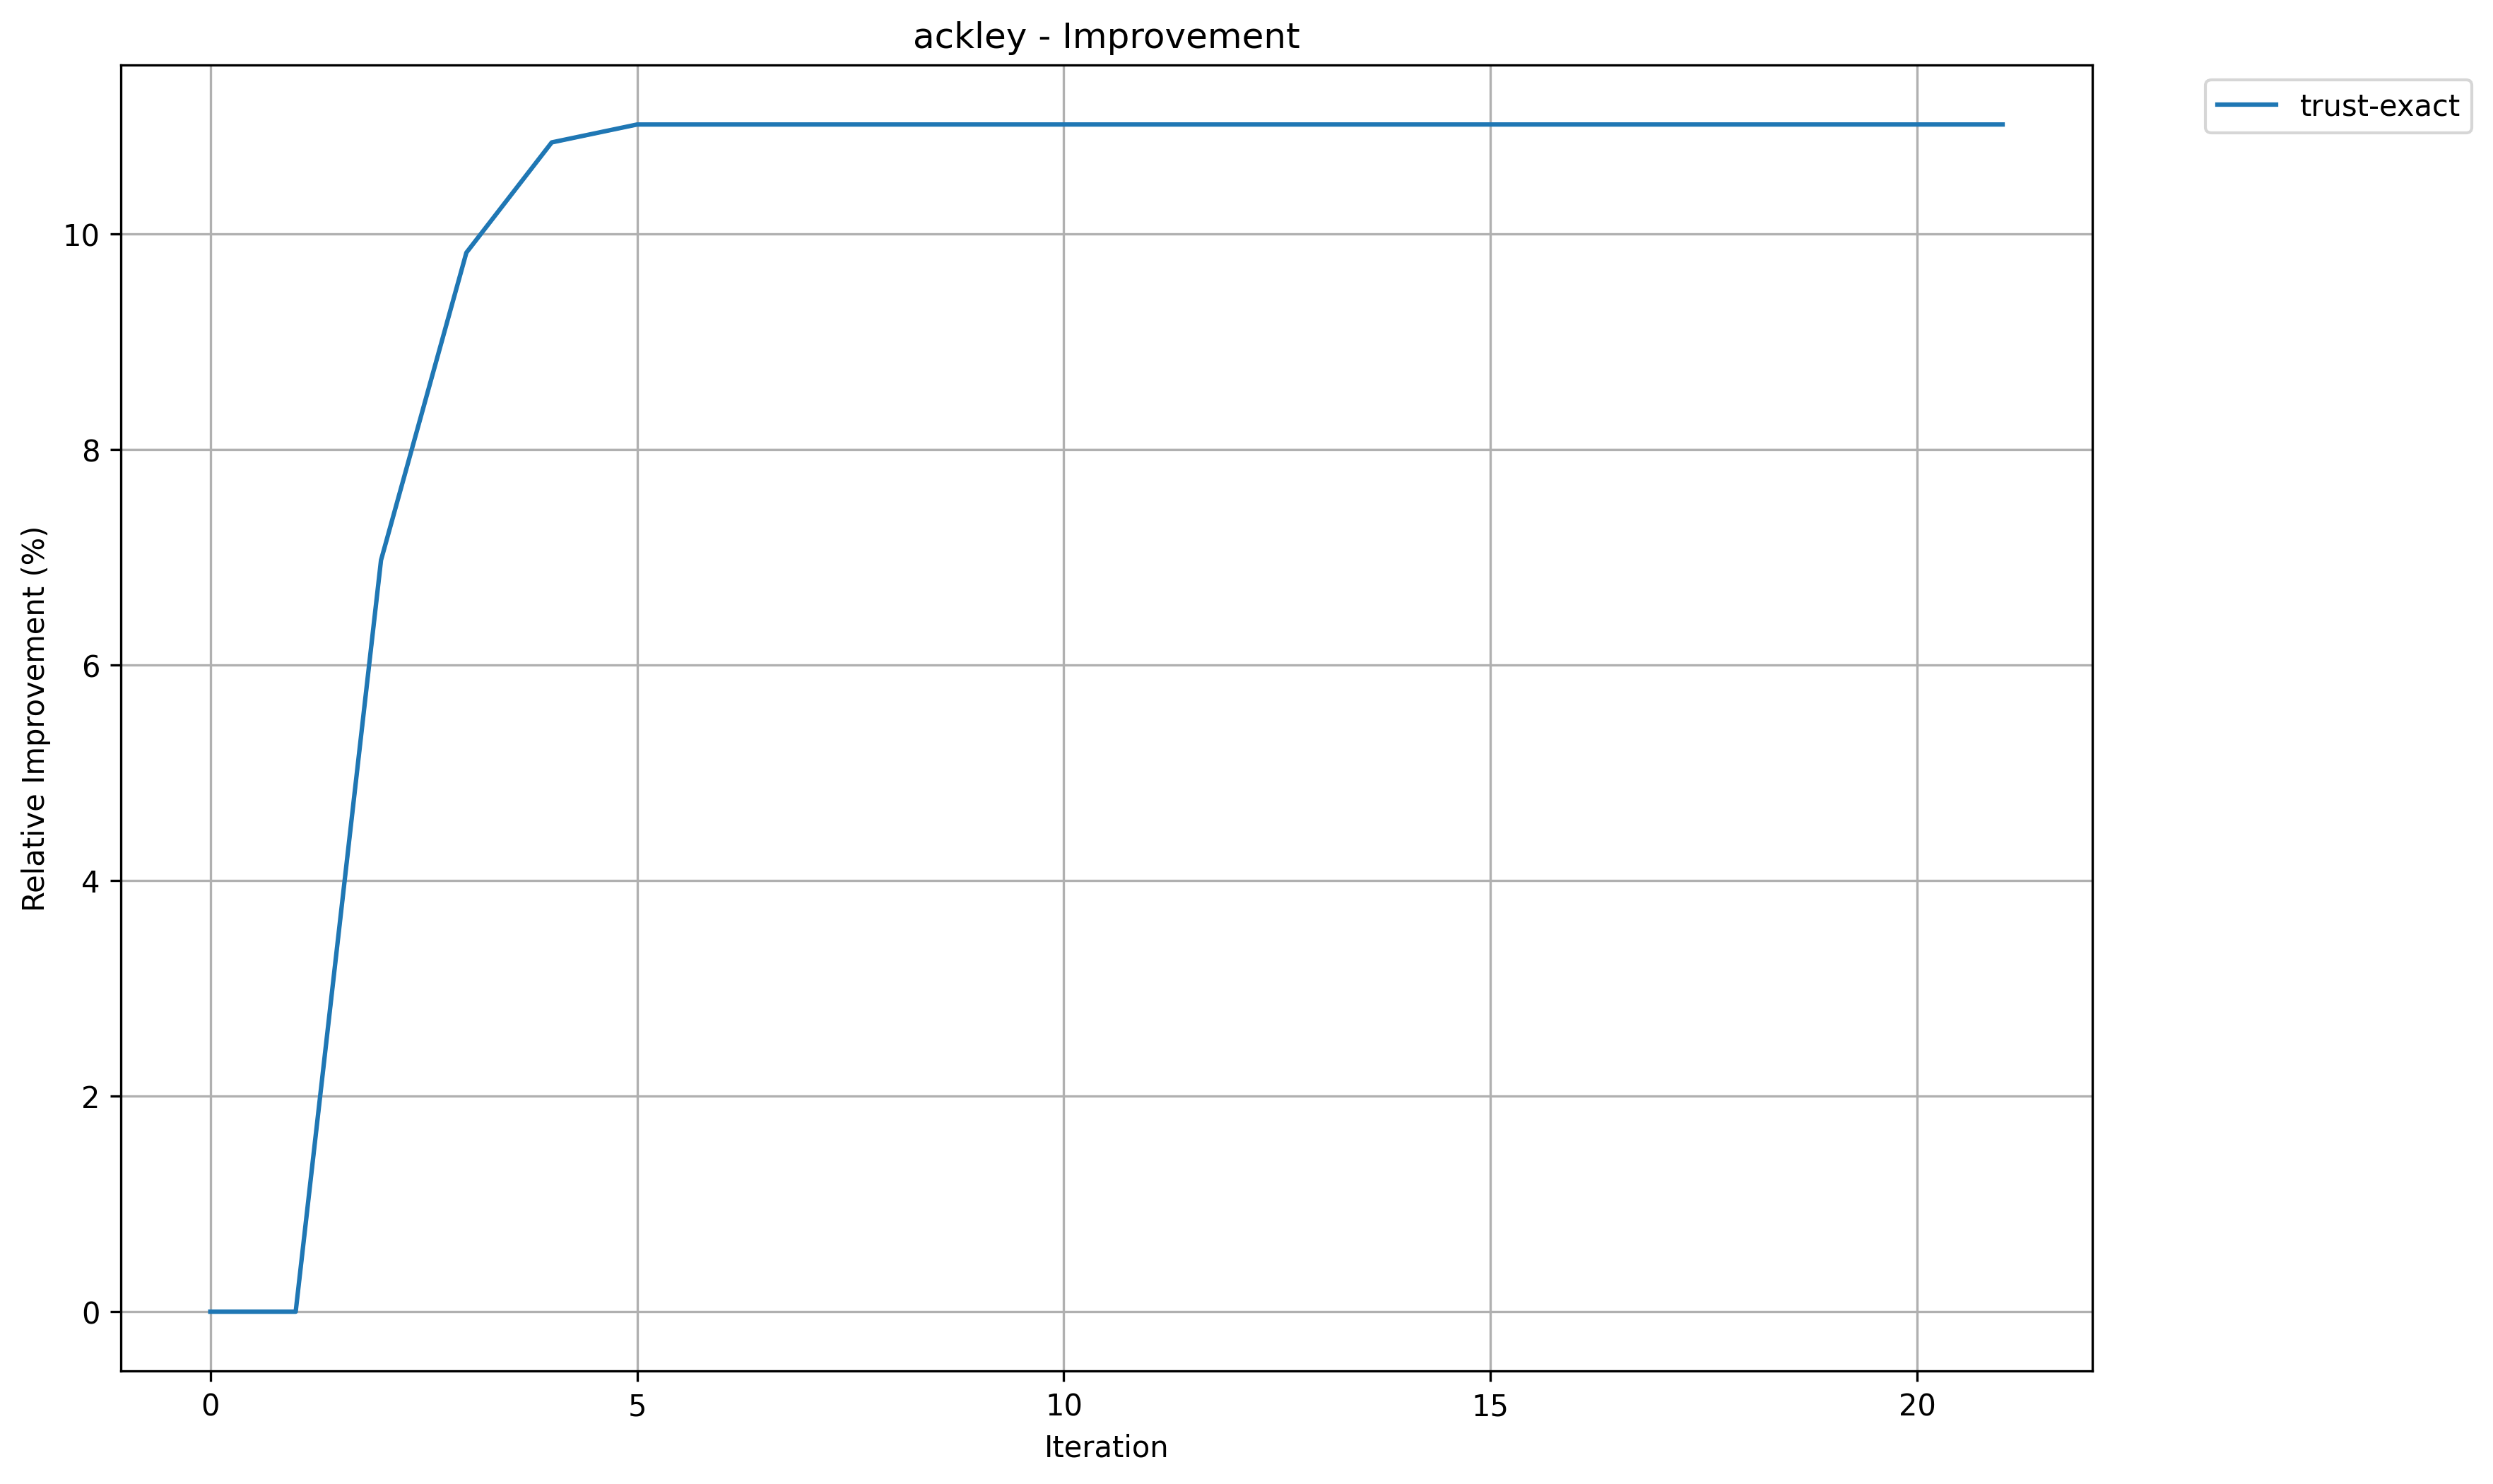 ackley - Improvement
trust-exact
Relative Improvement (%)
10
8
6
4
2
0
0 5 10 15 20
Iteration